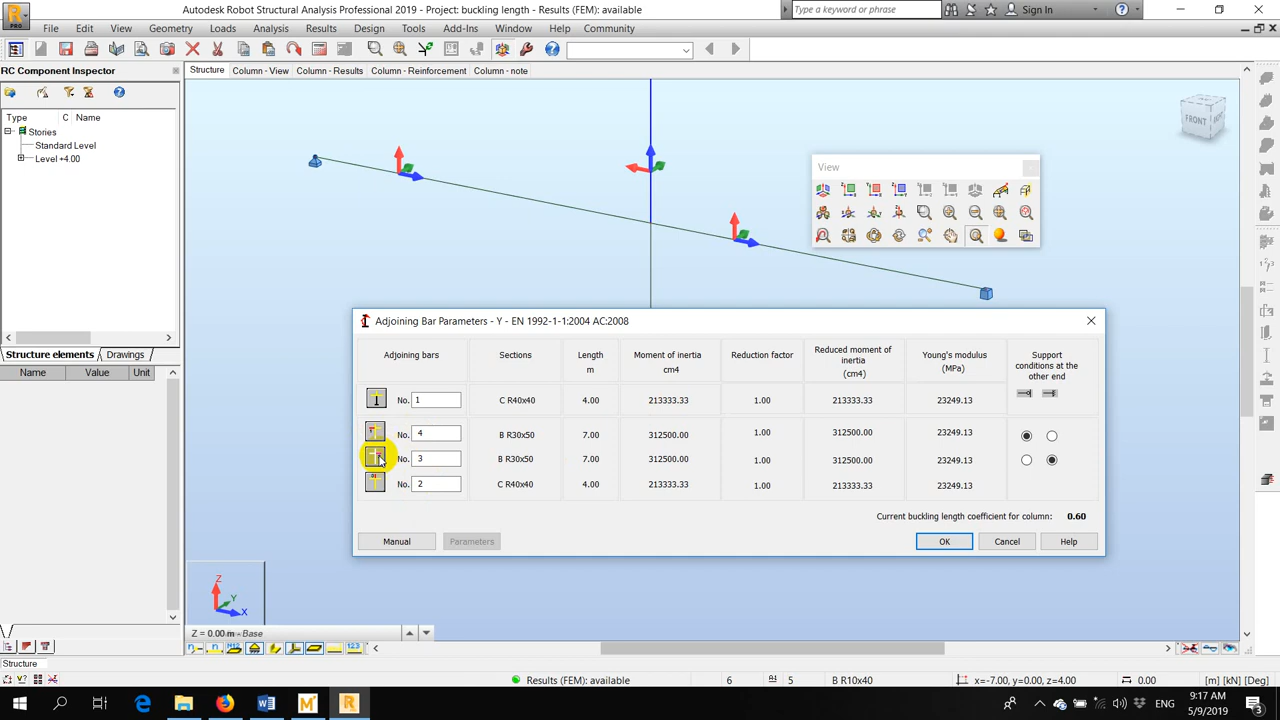 Autodesk Robot Structural Analysis Professional 2019 - Project: buckling length - Results (FEM): available
Type a keyword or phrase
Sign In
PRO
File Edit View Geometry Loads Analysis Results Tools Design Tools Add-Ins Window Help Community
RC Component Inspector
Structure Column - View Column - Results Column - Reinforcement Column - note
Type C Name
Stories
Standard Level
Level +4.00
FRONT
View
Structure elements Drawings
Name Value Unit
Adjoining Bar Parameters - Y - EN 1992-1-1:2004 AC:2008
Adjoining bars Sections Length m Moment of inertia cm4 Reduction factor Reduced moment of inertia (cm4) Young's modulus (MPa) Support conditions at the other end
No. 1 C R40x40 4.00 213333.33 1.00 213333.33 23249.13
No. 4 B R30x50 7.00 312500.00 1.00 312500.00 23249.13
No. 3 B R30x50 7.00 312500.00 1.00 312500.00 23249.13
No. 2 C R40x40 4.00 213333.33 1.00 213333.33 23249.13
Current buckling length coefficient for column: 0.60
Manual Parameters OK Cancel Help
Z
Y
X
Z = 0.00 m - Base
Structure
Results (FEM): available 6 5 B R10x40 x=-7.00, y=0.00, z=4.00 0.00
ENG
9:17 AM
5/9/2019
3